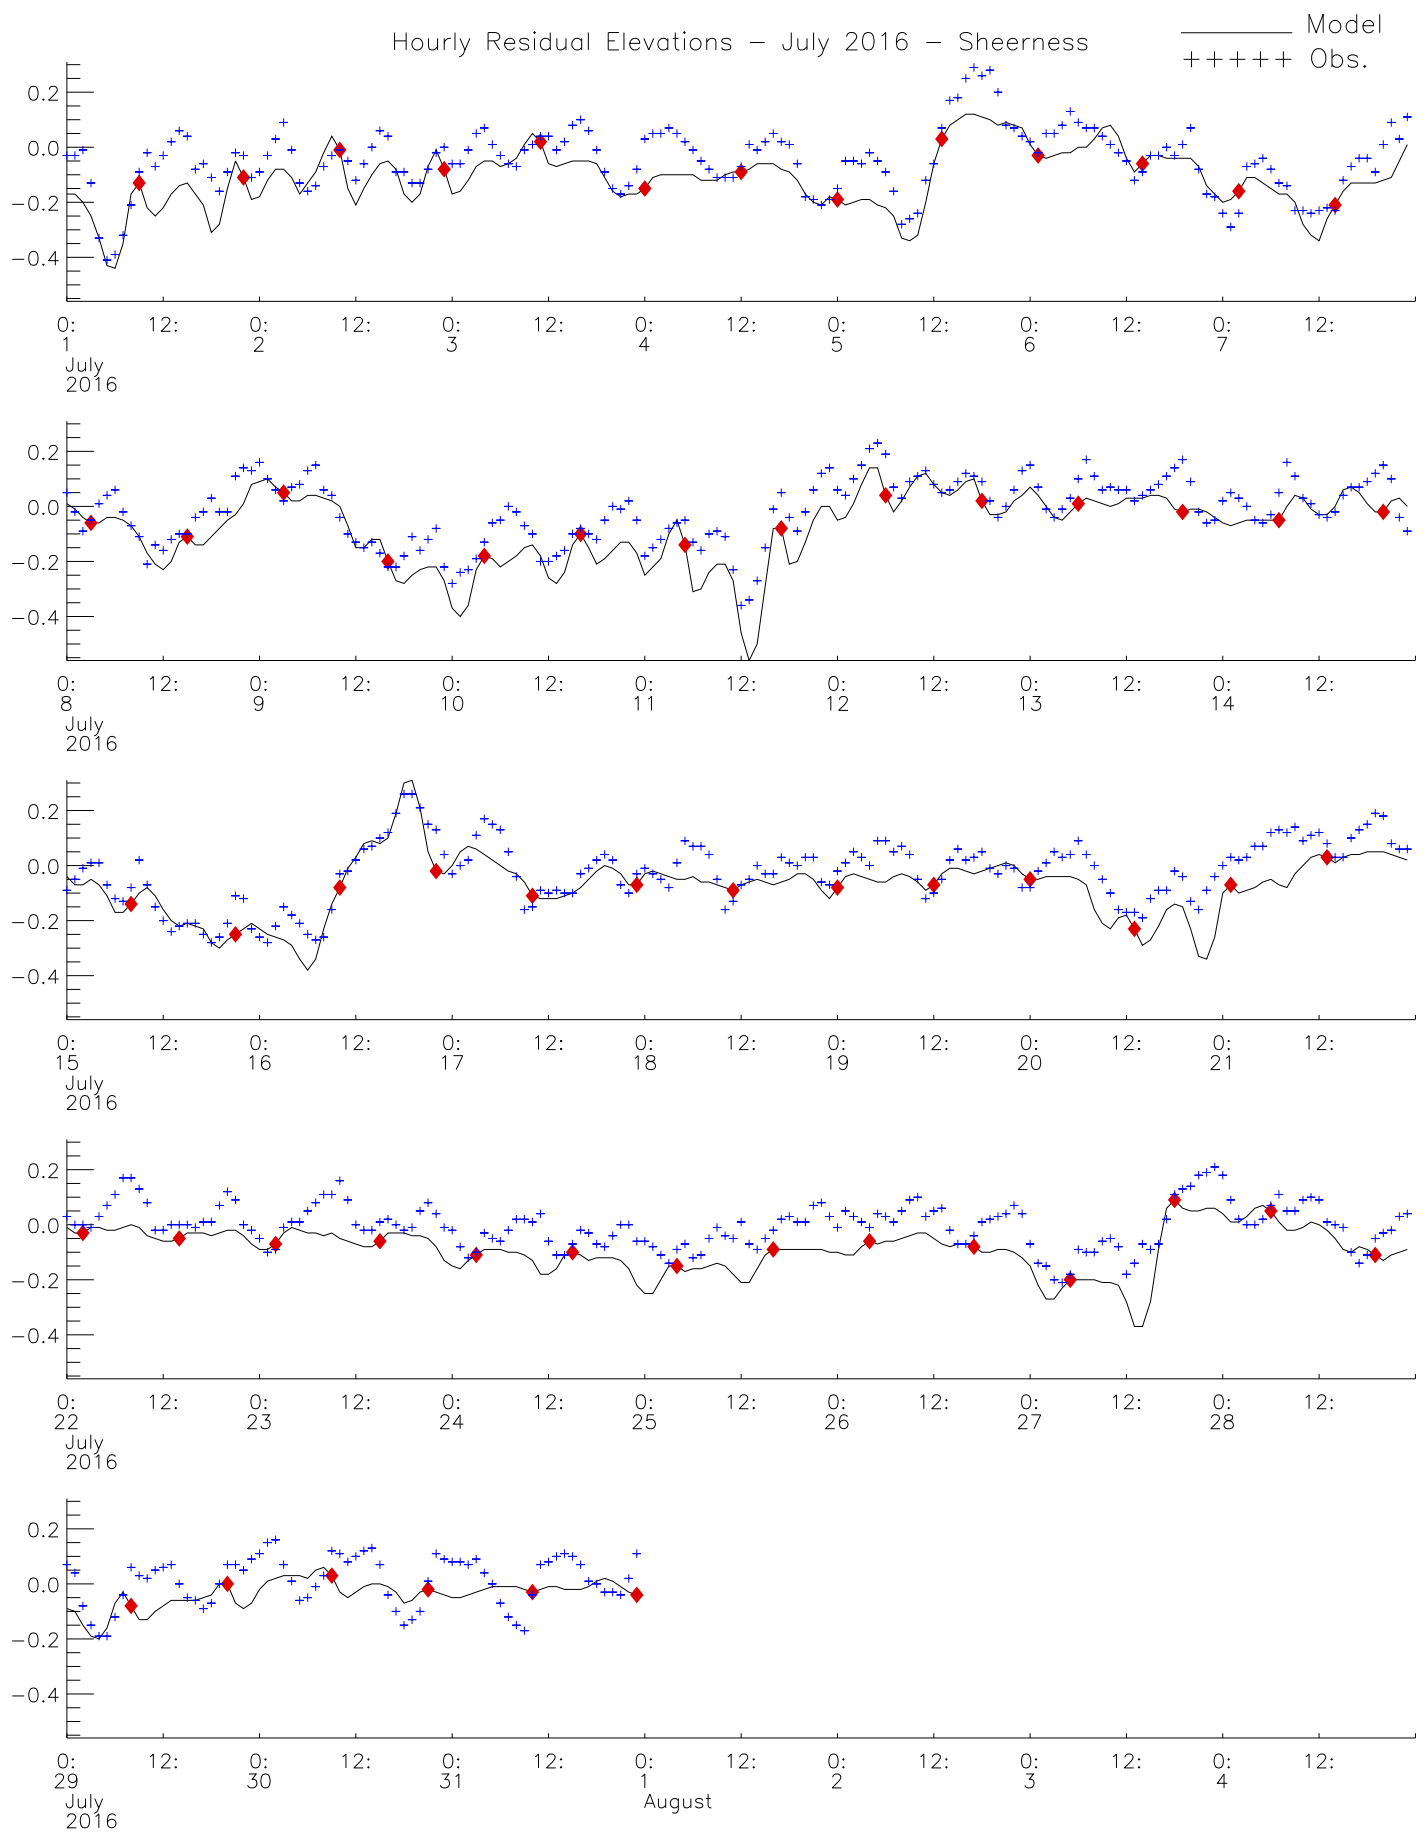 Hourly Residual Elevations – July 2016 – Sheerness
Model
+++++ Obs.
0.2
0.0
−0.2
−0.4
0: 12: 0: 12: 0: 12: 0: 12: 0: 12: 0: 12: 0: 12:
1 2 3 4 5 6 7
July
2016
0.2
0.0
−0.2
−0.4
0: 12: 0: 12: 0: 12: 0: 12: 0: 12: 0: 12: 0: 12:
8 9 10 11 12 13 14
July
2016
0.2
0.0
−0.2
−0.4
0: 12: 0: 12: 0: 12: 0: 12: 0: 12: 0: 12: 0: 12:
15 16 17 18 19 20 21
July
2016
0.2
0.0
−0.2
−0.4
0: 12: 0: 12: 0: 12: 0: 12: 0: 12: 0: 12: 0: 12:
22 23 24 25 26 27 28
July
2016
0.2
0.0
−0.2
−0.4
0: 12: 0: 12: 0: 12: 0: 12: 0: 12: 0: 12: 0: 12:
29 30 31 1 2 3 4
July August
2016